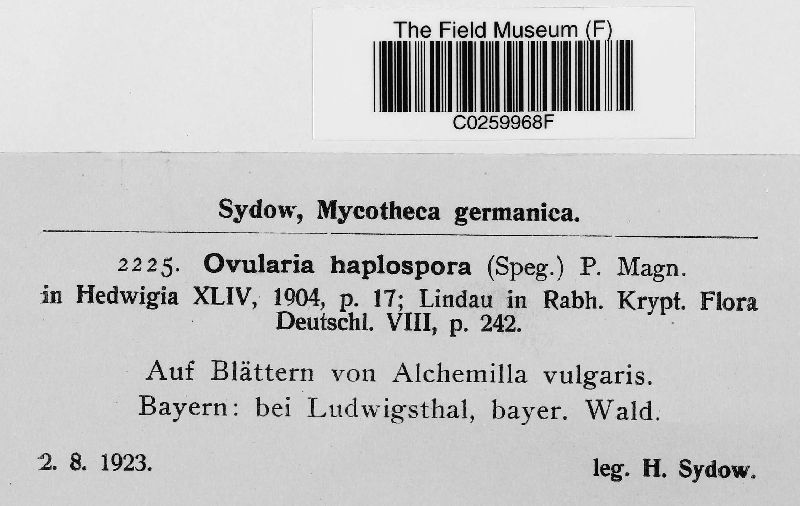 The Field Museum (F)
C0259968F
Sydow, Mycotheca germanica.
2225. Ovularia haplospora (Speg.) P. Magn.
in Hedwigia XLIV, 1904, p. 17; Lindau in Rabh. Krypt. Flora
Deutschl. VIII, p. 242.
Auf Blättern von Alchemilla vulgaris.
Bayern: bei Ludwigsthal, bayer. Wald.
2. 8. 1923.
leg. H. Sydow.